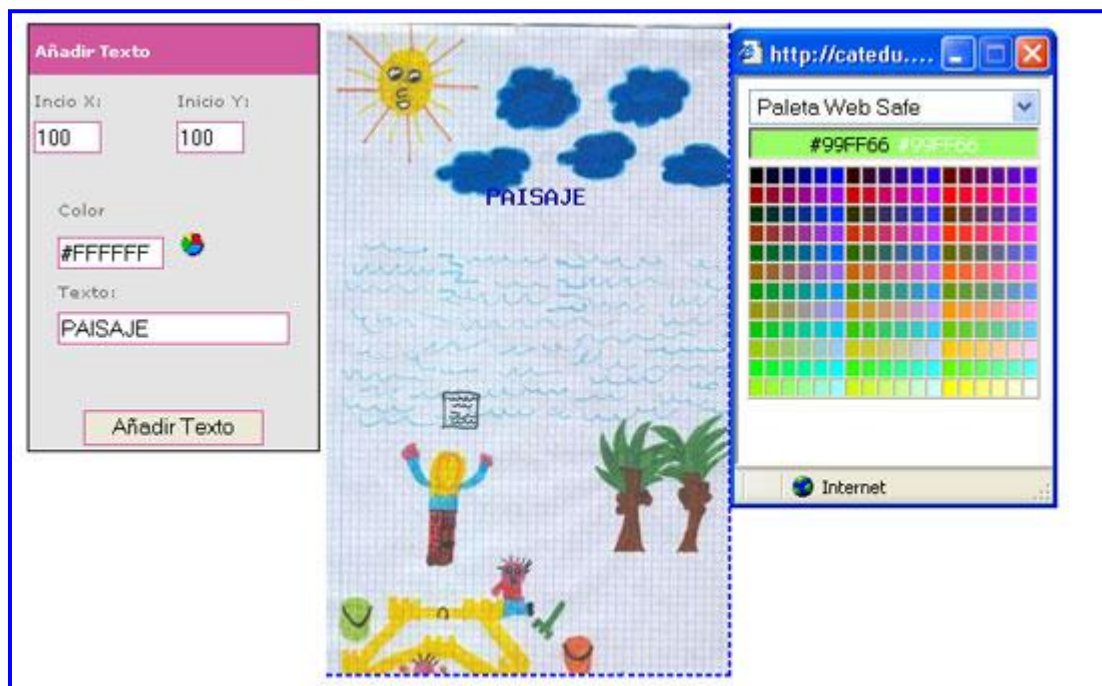 Añadir Texto
Incio X:
Inicio Y:
100
100
Color
#FFFFFF
Texto:
PAISAJE
Añadir Texto
PAISAJE
http://catedu....
Paleta Web Safe
#99FF66 #99FF66
Internet